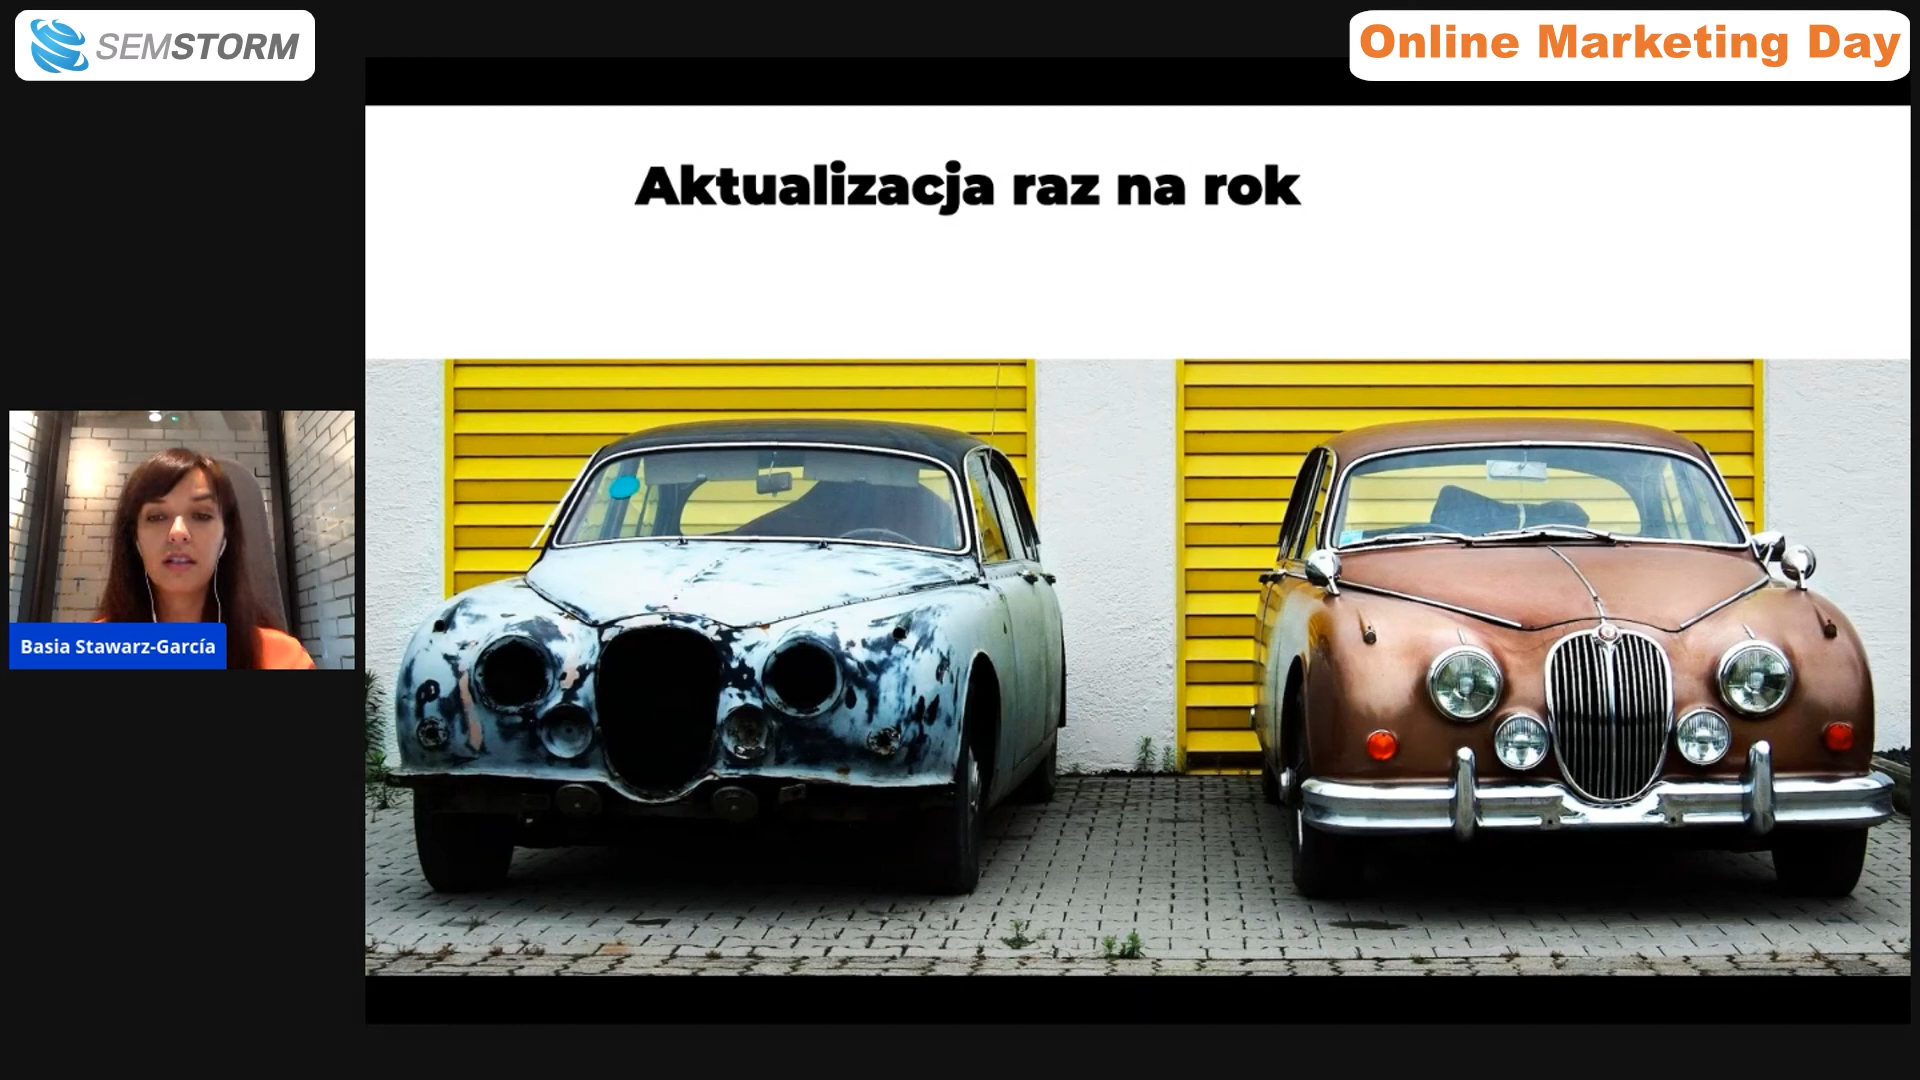 SEMSTORM
Online Marketing Day
Aktualizacja raz na rok
Basia Stawarz-García